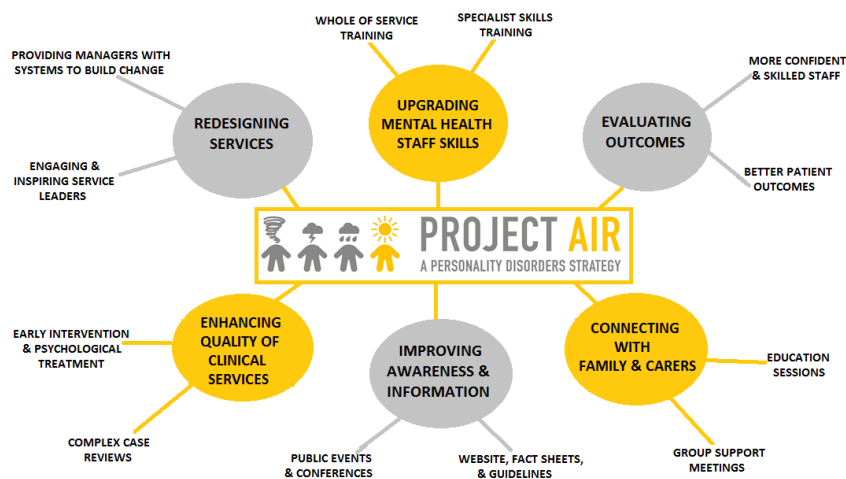 WHOLE OF SERVICE
TRAINING
SPECIALIST SKILLS
TRAINING
PROVIDING MANAGERS WITH
SYSTEMS TO BUILD CHANGE
MORE CONFIDENT
& SKILLED STAFF
REDESIGNING
SERVICES
UPGRADING
MENTAL HEALTH
STAFF SKILLS
EVALUATING
OUTCOMES
ENGAGING &
INSPIRING SERVICE
LEADERS
BETTER PATIENT
OUTCOMES
PROJECT AIR
A PERSONALITY DISORDERS STRATEGY
ENHANCING
QUALITY OF
CLINICAL
SERVICES
IMPROVING
AWARENESS &
INFORMATION
CONNECTING
WITH
FAMILY & CARERS
EARLY INTERVENTION
& PSYCHOLOGICAL
TREATMENT
EDUCATION
SESSIONS
COMPLEX CASE
REVIEWS
PUBLIC EVENTS
& CONFERENCES
WEBSITE, FACT SHEETS,
& GUIDELINES
GROUP SUPPORT
MEETINGS